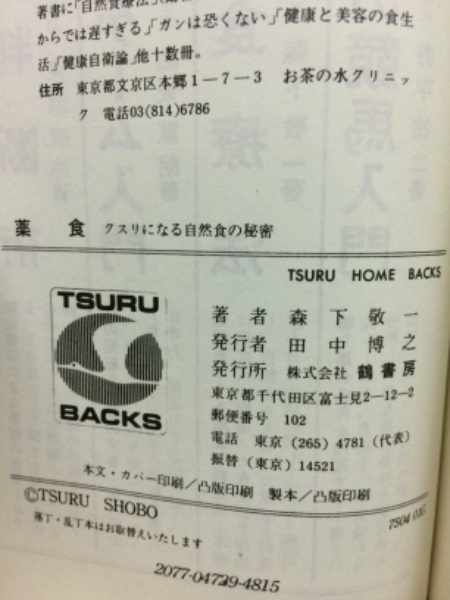 著書に「自然食療法」
からでは遅すぎる」「ガンは恐くない」「健康と美容の食生
活」「健康自衛論」他十数冊。
住所 東京都文京区本郷1-7-3 お茶の水クリニッ
ク 電話03(814)6786
薬食 クスリになる自然食の秘密
TSURU HOME BACKS
TSURU
BACKS
著者 森下敬一
発行者 田中博之
発行所 株式会社 鶴書房
東京都千代田区富士見2-12-2
郵便番号 102
電話 東京 (265) 4781 (代表)
振替 (東京) 14521
本文・カバー印刷/凸版印刷 製本/凸版印刷
©TSURU SHOBO
落丁・乱丁本はお取替えいたします
7504
2077-04729-4815